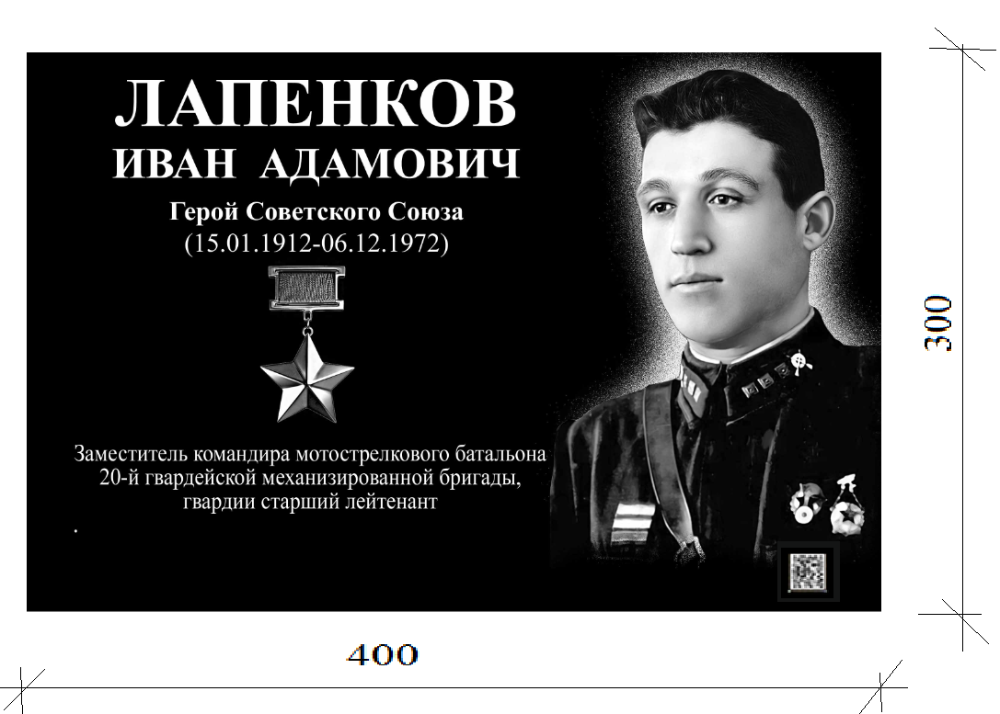 ЛАПЕНКОВ
ИВАН АДАМОВИЧ
Герой Советского Союза
(15.01.1912-06.12.1972)
Заместитель командира мотострелкового батальона
20-й гвардейской механизированной бригады,
гвардии старший лейтенант
.
300
400